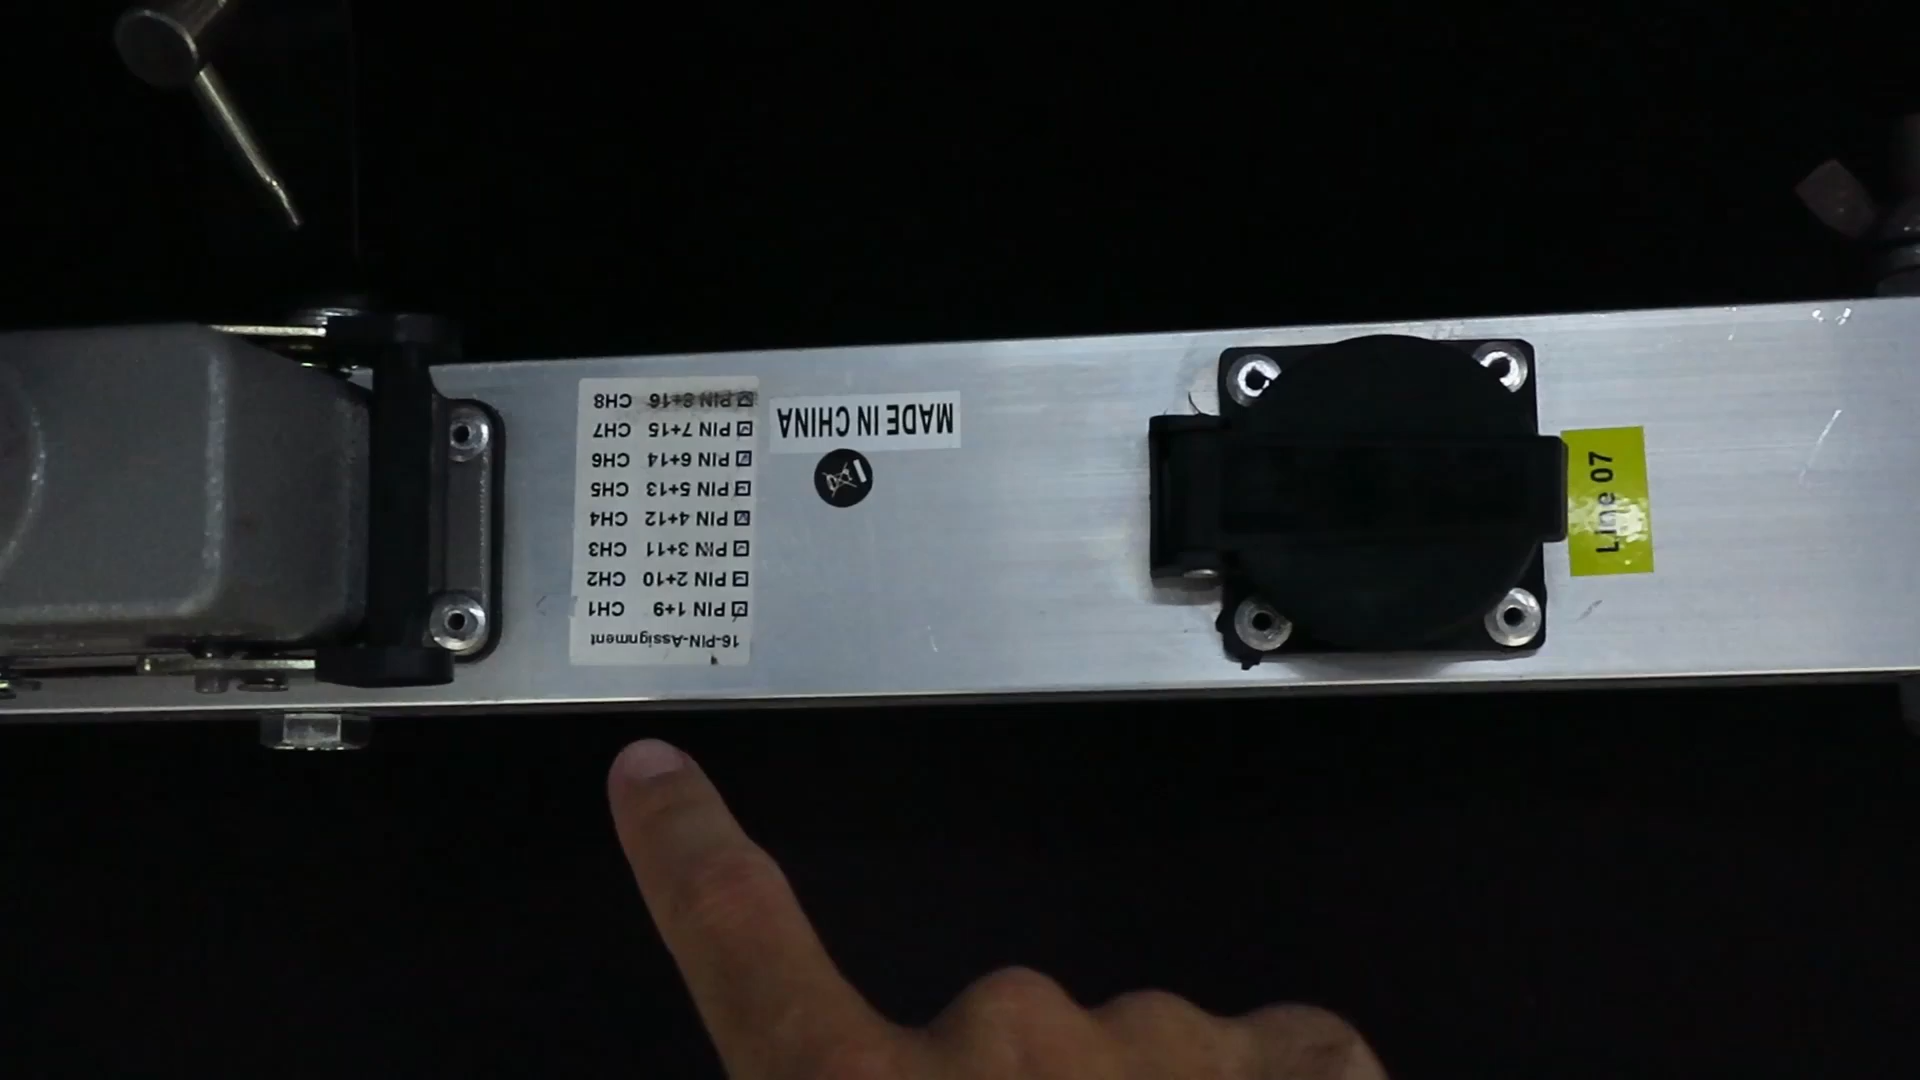 16-PIN-Assignment
PIN 1+9 CH1
PIN 2+10 CH2
PIN 3+11 CH3
PIN 4+12 CH4
PIN 5+13 CH5
PIN 6+14 CH6
PIN 7+15 CH7
PIN 8+16 CH8
MADE IN CHINA
Line 07